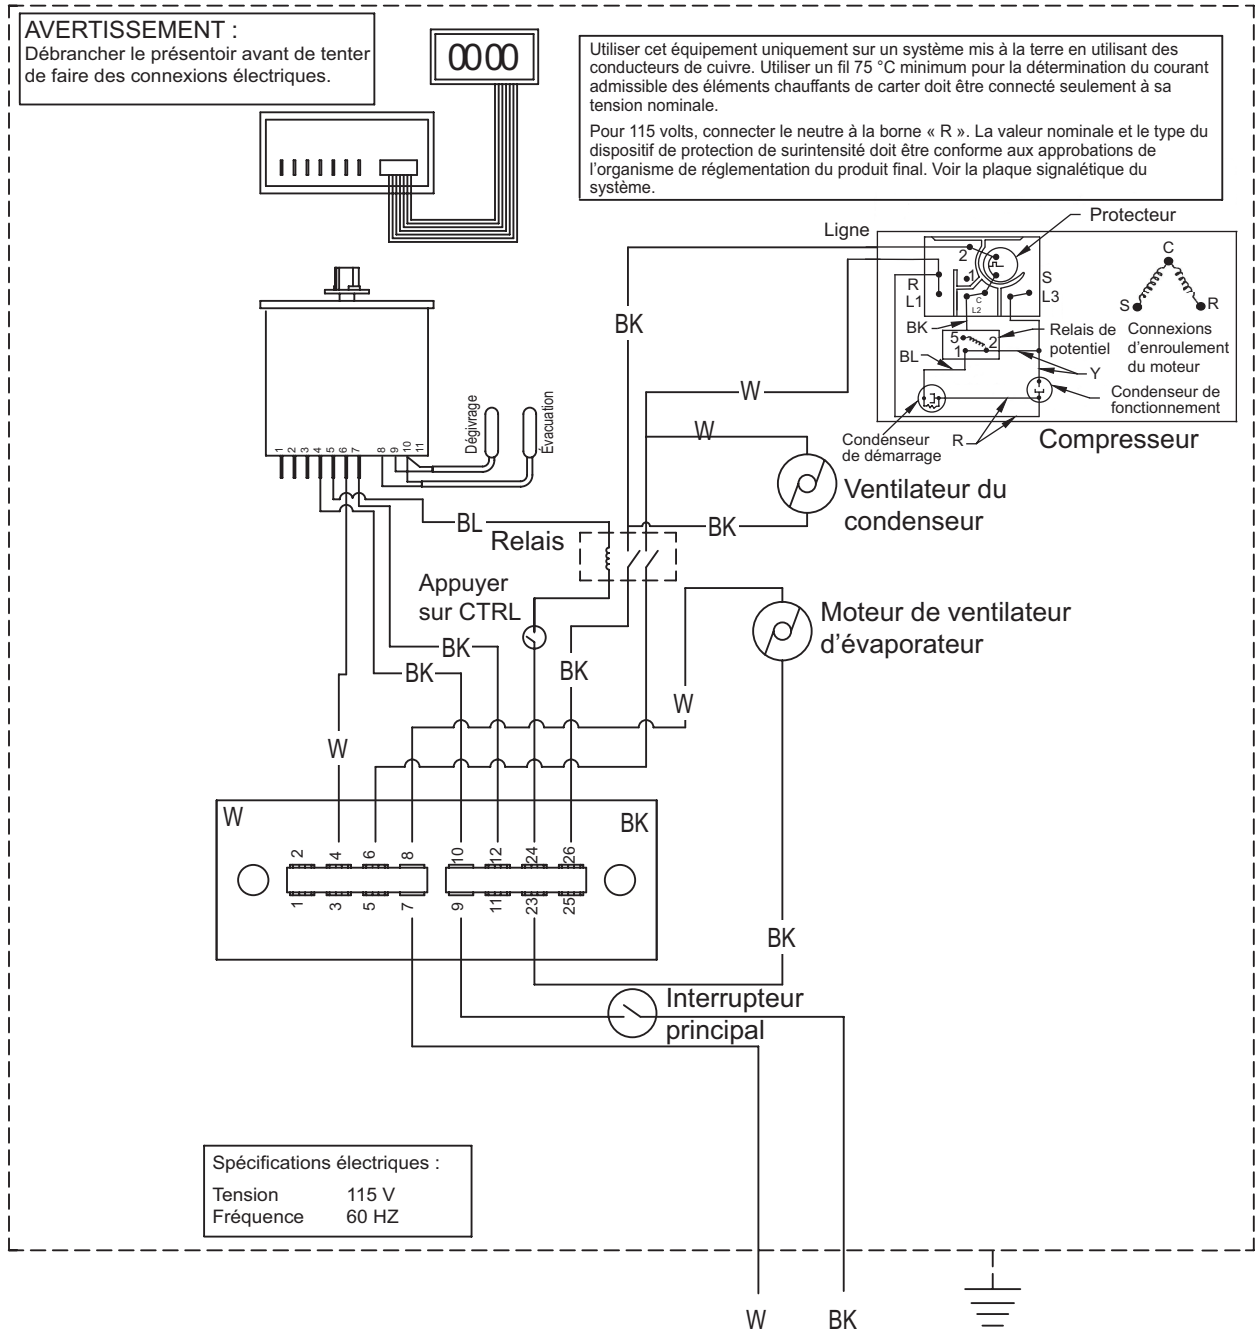 AVERTISSEMENT :
Débrancher le présentoir avant de tenter
de faire des connexions électriques.
0000
Utiliser cet équipement uniquement sur un système mis à la terre en utilisant des
conducteurs de cuivre. Utiliser un fil 75 °C minimum pour la détermination du courant
admissible des éléments chauffants de carter doit être connecté seulement à sa
tension nominale.
Pour 115 volts, connecter le neutre à la borne « R ». La valeur nominale et le type du
dispositif de protection de surintensité doit être conforme aux approbations de
l'organisme de réglementation du produit final. Voir la plaque signalétique du
système.
Ligne
Protecteur
2
1
R
L1
C
L2
S
L3
C
S
R
BK
5
2
1
BL
Relais de
potentiel
Connexions
d'enroulement
du moteur
Y
Condenseur de
fonctionnement
Condenseur
de démarrage
R
Compresseur
BK
W
W
Ventilateur du
condenseur
BK
1 2 3 4 5 6 7 8 9 10 11
Dégivrage
Évacuation
BL
Relais
Appuyer
sur CTRL
Moteur de ventilateur
d'évaporateur
BK
BK
BK
W
W
W
BK
2 4 6 8 10 12 24 26
1 3 5 7 9 11 23 25
BK
Interrupteur
principal
Spécifications électriques :
Tension 115 V
Fréquence 60 HZ
W
BK